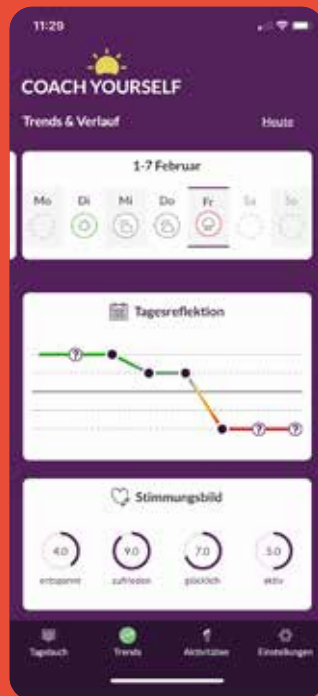 11:29
COACH YOURSELF
Trends & Verlauf Heute
1-7 Februar
Mo Di Mi Do Fr Sa So
Tagesreflektion
? ? ?
Stimmungsbild
4.0 9.0 7.0 5.0
entspannt zufrieden glücklich aktiv
Tagebuch Trends Aktivitäten Einstellungen